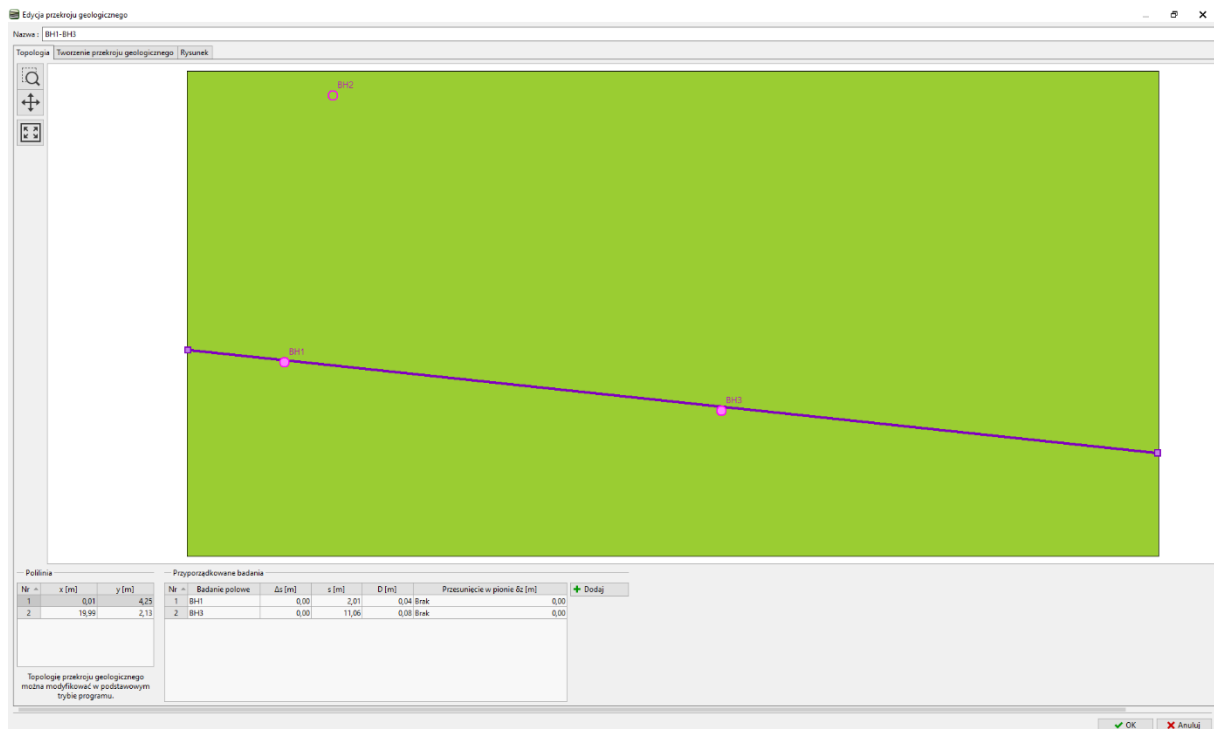 Edycja przekroju geologicznego
Nazwa : BH1-BH3
Topologia Tworzenie przekroju geologicznego Rysunek
BH2
BH1
BH3
Polilinia
Nr x [m] y [m]
1 0,01 4,25
2 19,99 2,13
Topologię przekroju geologicznego
można modyfikować w podstawowym
trybie programu.
Przyporządkowane badania
Nr Badanie polowe Δs [m] s [m] D [m] Przesunięcie w pionie δz [m]
1 BH1 0,00 2,01 0,04 Brak 0,00
2 BH3 0,00 11,06 0,08 Brak 0,00
Dodaj
OK Anuluj